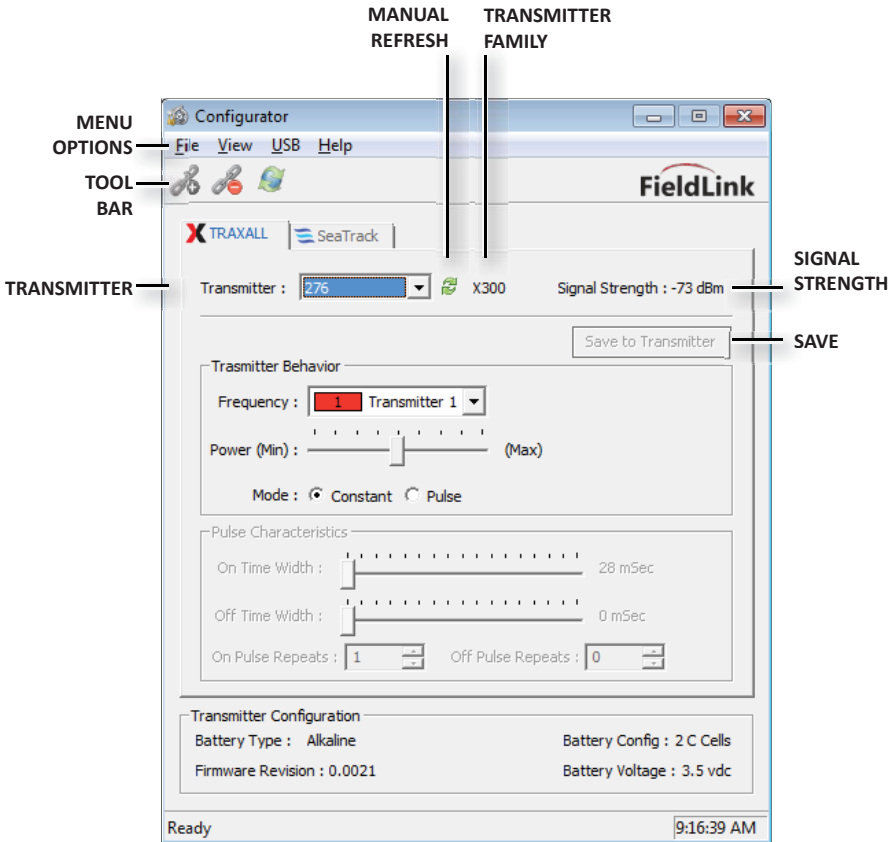 MANUAL REFRESH
TRANSMITTER FAMILY
Configurator
MENU OPTIONS
File View USB Help
TOOL BAR
FieldLink
TRAXALL SeaTrack
TRANSMITTER
Transmitter : 276 X300 Signal Strength : -73 dBm
SIGNAL STRENGTH
Save to Transmitter
SAVE
Trasmitter Behavior
Frequency : 1 Transmitter 1
Power (Min) : (Max)
Mode : Constant Pulse
Pulse Characteristics
On Time Width : 28 mSec
Off Time Width : 0 mSec
On Pulse Repeats : 1 Off Pulse Repeats : 0
Transmitter Configuration
Battery Type : Alkaline Battery Config : 2 C Cells
Firmware Revision : 0.0021 Battery Voltage : 3.5 vdc
Ready 9:16:39 AM